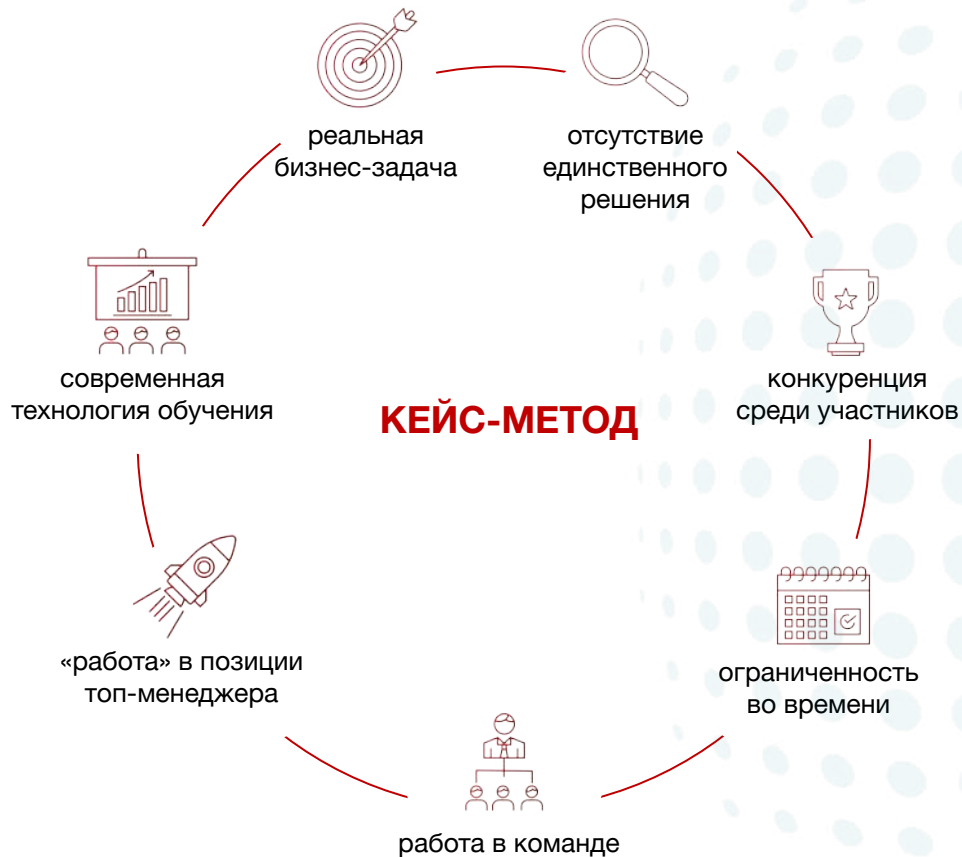 реальная
бизнес-задача
отсутствие
единственного
решения
современная
технология обучения
КЕЙС-МЕТОД
конкуренция
среди участников
«работа» в позиции
топ-менеджера
ограниченность
во времени
работа в команде